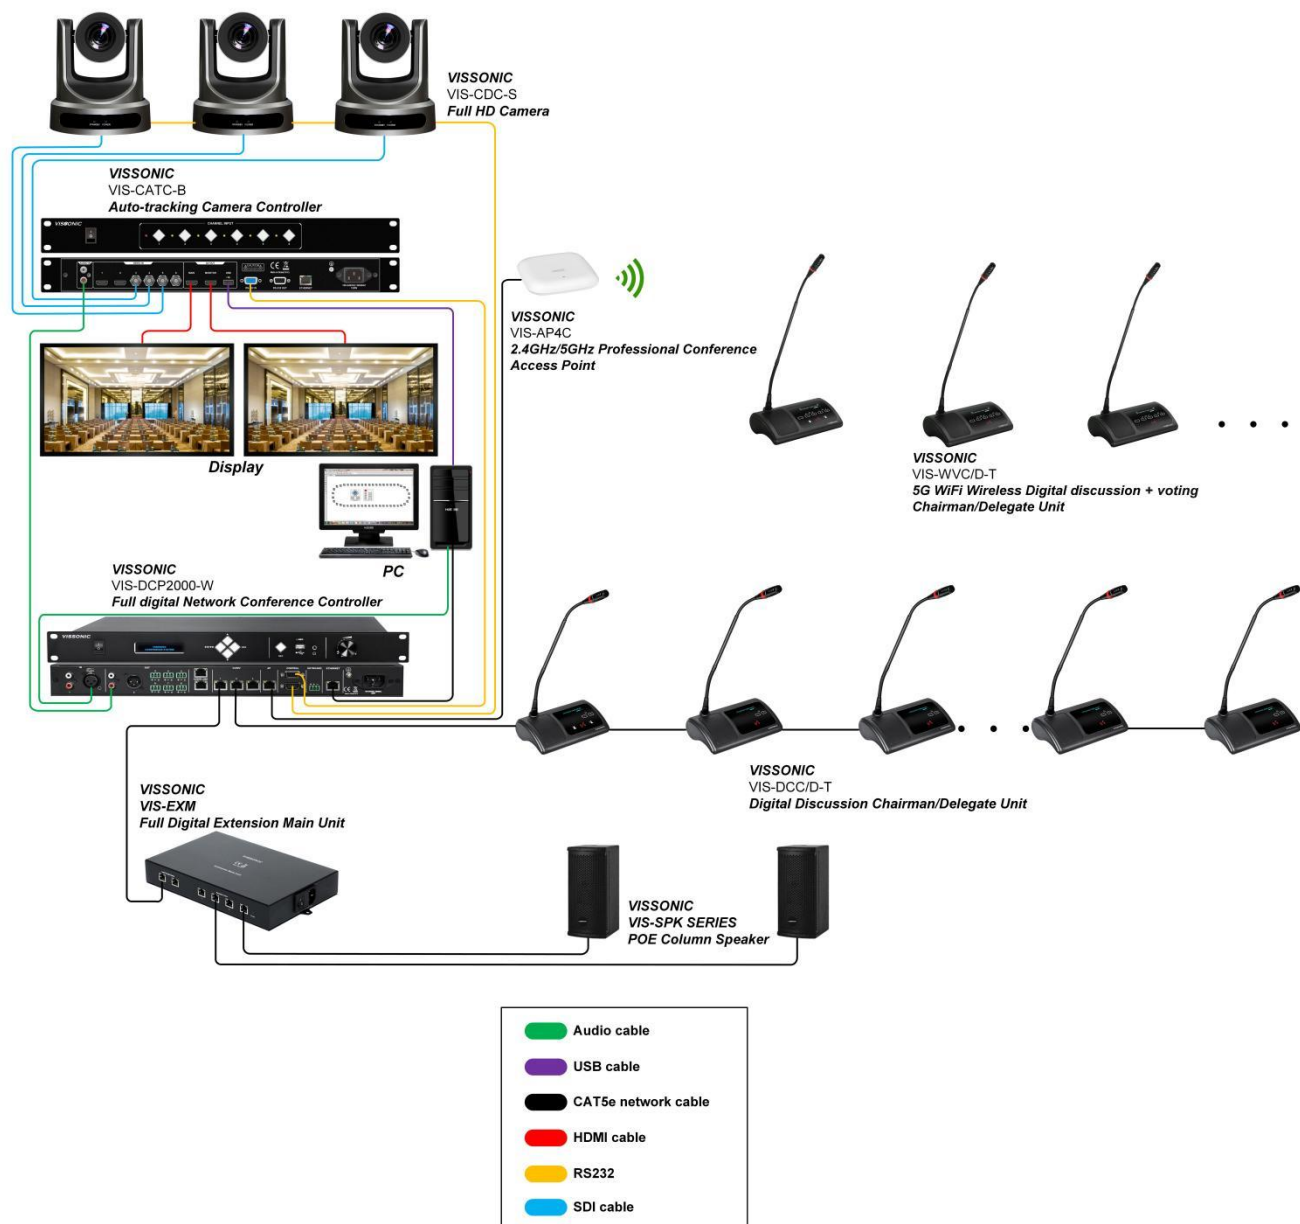 VISSONIC
VIS-CDC-S
Full HD Camera
VISSONIC
VIS-CATC-B
Auto-tracking Camera Controller
VISSONIC
CHANNEL INPUT
VISSONIC
VIS-AP4C
2.4GHz/5GHz Professional Conference
Access Point
VISSONIC
VIS-WVC/D-T
5G WiFi Wireless Digital discussion + voting
Chairman/Delegate Unit
Display
PC
VISSONIC
VIS-DCP2000-W
Full digital Network Conference Controller
VISSONIC
VISSONIC
VIS-DCC/D-T
Digital Discussion Chairman/Delegate Unit
VISSONIC
VIS-EXM
Full Digital Extension Main Unit
VISSONIC
VIS-SPK SERIES
POE Column Speaker
Audio cable
USB cable
CAT5e network cable
HDMI cable
RS232
SDI cable